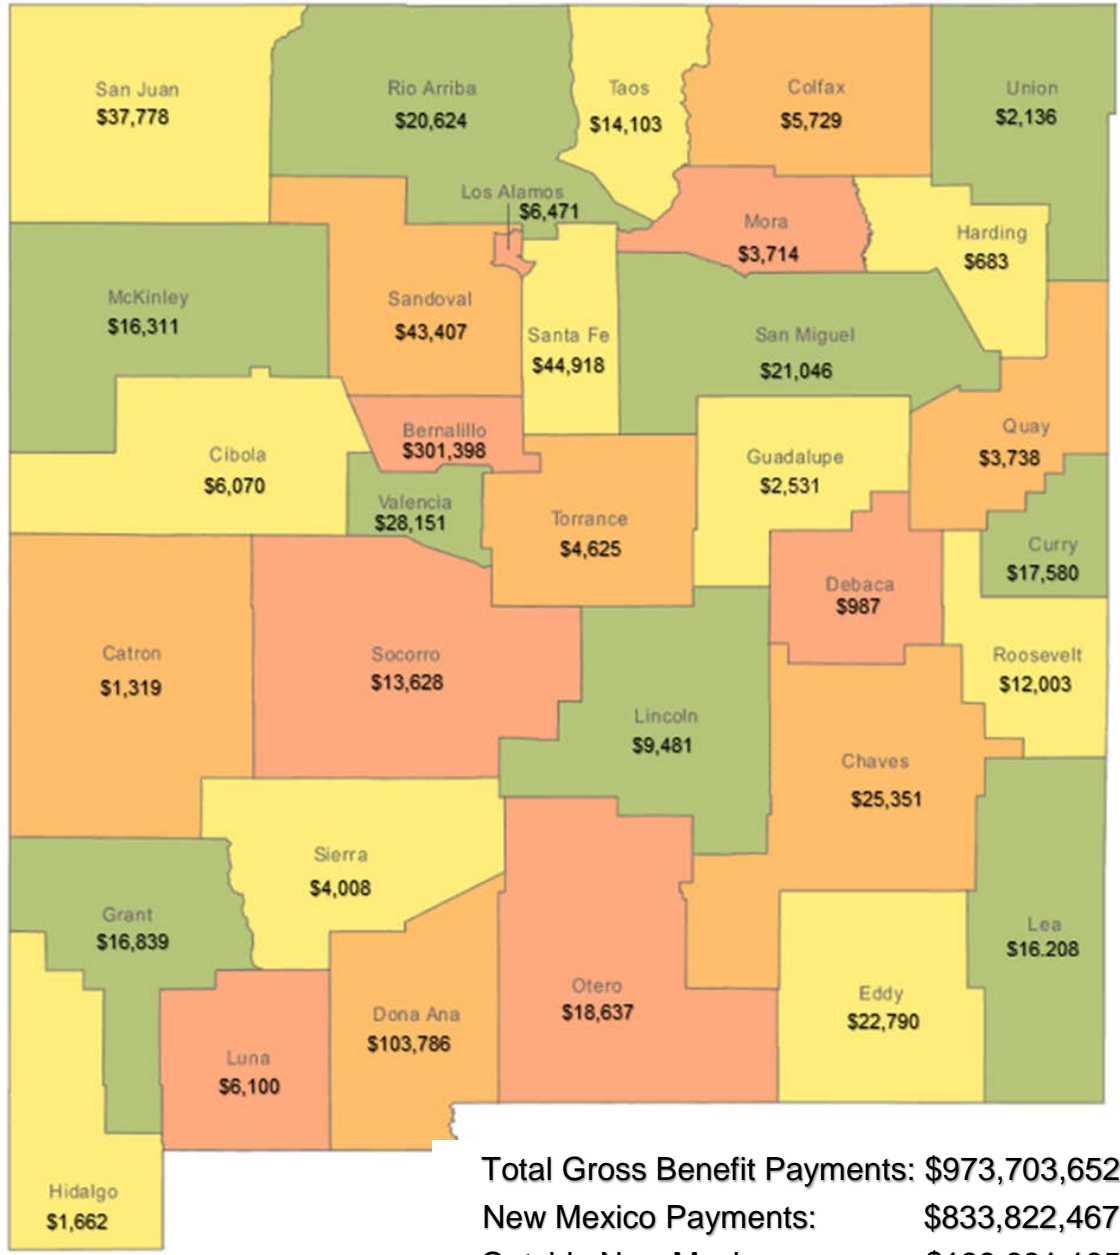 San Juan
$37,778
Rio Arriba
$20,624
Taos
$14,103
Colfax
$5,729
Union
$2,136
Los Alamos
$6,471
Mora
$3,714
Harding
$683
McKinley
$16,311
Sandoval
$43,407
Santa Fe
$44,918
San Miguel
$21,046
Quay
$3,738
Bernalillo
$301,398
Cibola
$6,070
Guadalupe
$2,531
Valencia
$28,151
Torrance
$4,625
Curry
$17,580
Debaca
$987
Catron
$1,319
Socorro
$13,628
Roosevelt
$12,003
Lincoln
$9,481
Chaves
$25,351
Sierra
$4,008
Grant
$16,839
Lea
$16.208
Otero
$18,637
Eddy
$22,790
Dona Ana
$103,786
Luna
$6,100
Hidalgo
$1,662
Total Gross Benefit Payments: $973,703,652
New Mexico Payments: $833,822,467